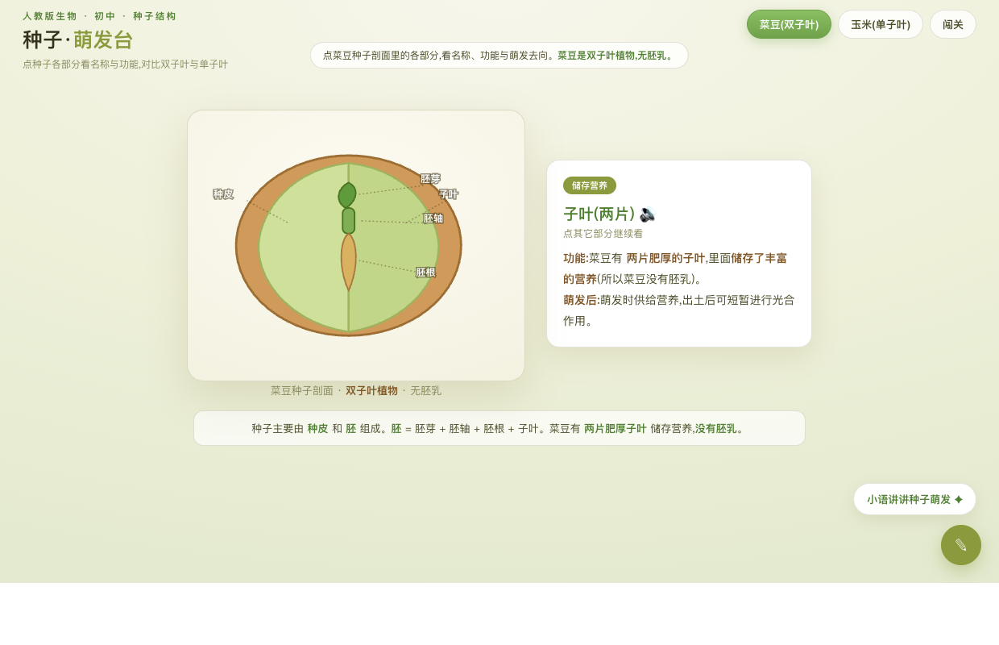 人教版生物 · 初中 · 种子结构
种子·萌发台
点种子各部分看名称与功能,对比双子叶与单子叶
点菜豆种子剖面里的各部分,看名称、功能与萌发去向。菜豆是双子叶植物,无胚乳。
菜豆(双子叶)
玉米(单子叶)
闯关
种皮
胚芽
子叶
胚轴
胚根
菜豆种子剖面 · 双子叶植物 · 无胚乳
储存营养
子叶(两片)
点其它部分继续看
功能:菜豆有 两片肥厚的子叶,里面储存了丰富
的营养(所以菜豆没有胚乳)。
萌发后:萌发时供给营养,出土后可短暂进行光合
作用。
种子主要由 种皮 和 胚 组成。胚 = 胚芽 + 胚轴 + 胚根 + 子叶。菜豆有 两片肥厚子叶 储存营养,没有胚乳。
小语讲讲种子萌发 ✦